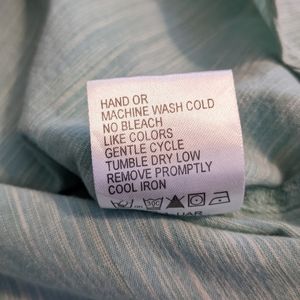 HAND OR
MACHINE WASH COLD
NO BLEACH
LIKE COLORS
GENTLE CYCLE
TUMBLE DRY LOW
REMOVE PROMPTLY
COOL IRON